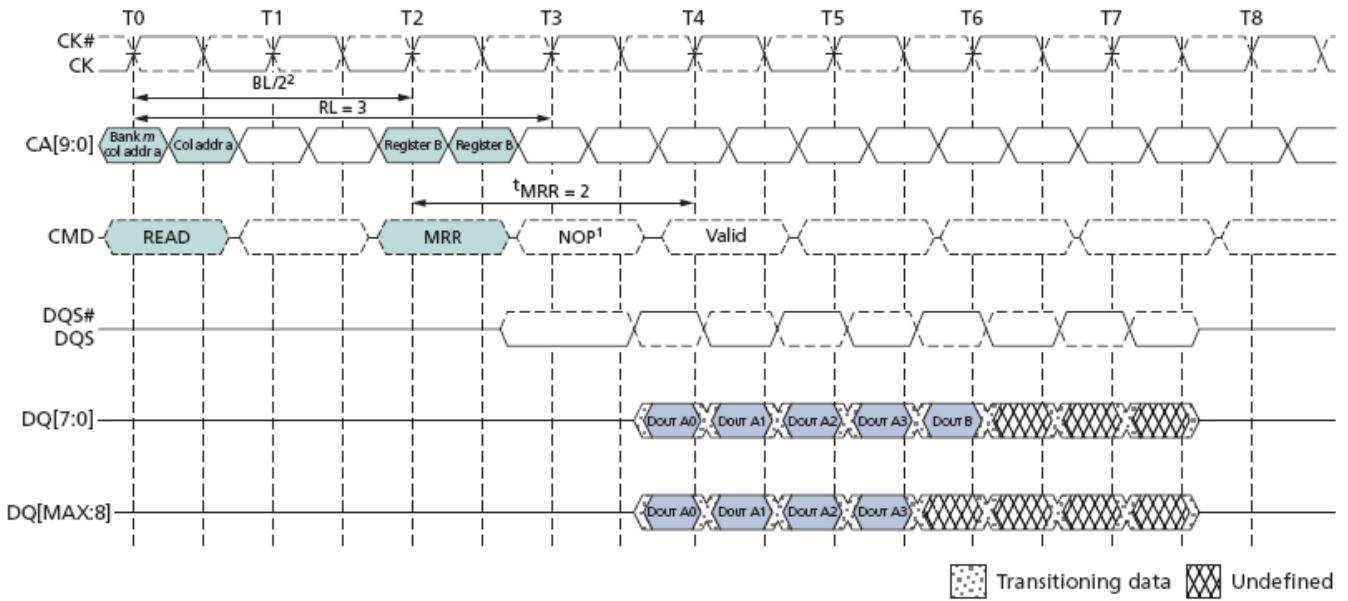 T0 T1 T2 T3 T4 T5 T6 T7 T8
CK#
CK
BL/2²
RL = 3
CA[9:0] Bank m col addr a Col addr a Register B Register B
tMRR = 2
CMD READ MRR NOP¹ Valid
DQS#
DQS
DQ[7:0] DOUT A0 DOUT A1 DOUT A2 DOUT A3 DOUT B
DQ[MAX:8] DOUT A0 DOUT A1 DOUT A2 DOUT A3
Transitioning data Undefined